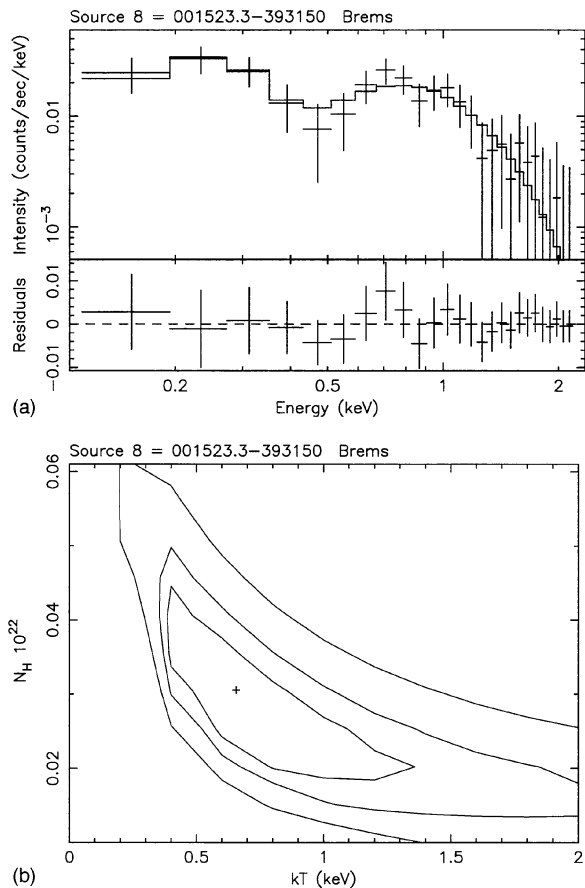 Source 8 = 001523.3−393150 Brems
Intensity (counts/sec/keV)
0.01
10⁻³
Residuals
0.01
0
−0.01
0.2 0.5 1 2
Energy (keV)
(a)
Source 8 = 001523.3−393150 Brems
N_H 10²²
0.06
0.04
0.02
0 0.5 1 1.5 2
kT (keV)
(b)